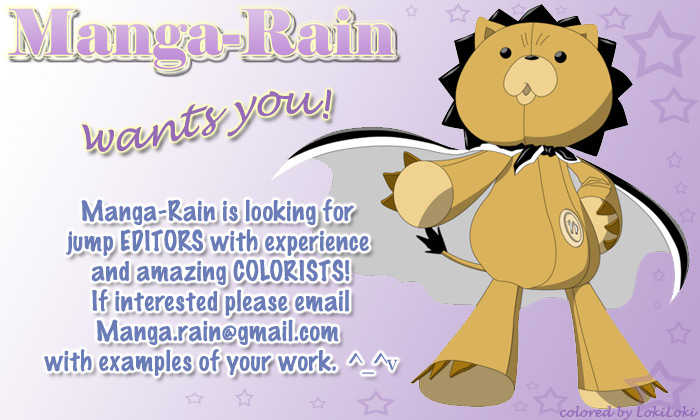 Manga-Rain
wants you!
Manga-Rain is looking for
jump EDITORS with experience
and amazing COLORISTS!
If interested please email
Manga.rain@gmail.com
with examples of your work. ^_^v
colored by LokiLoks